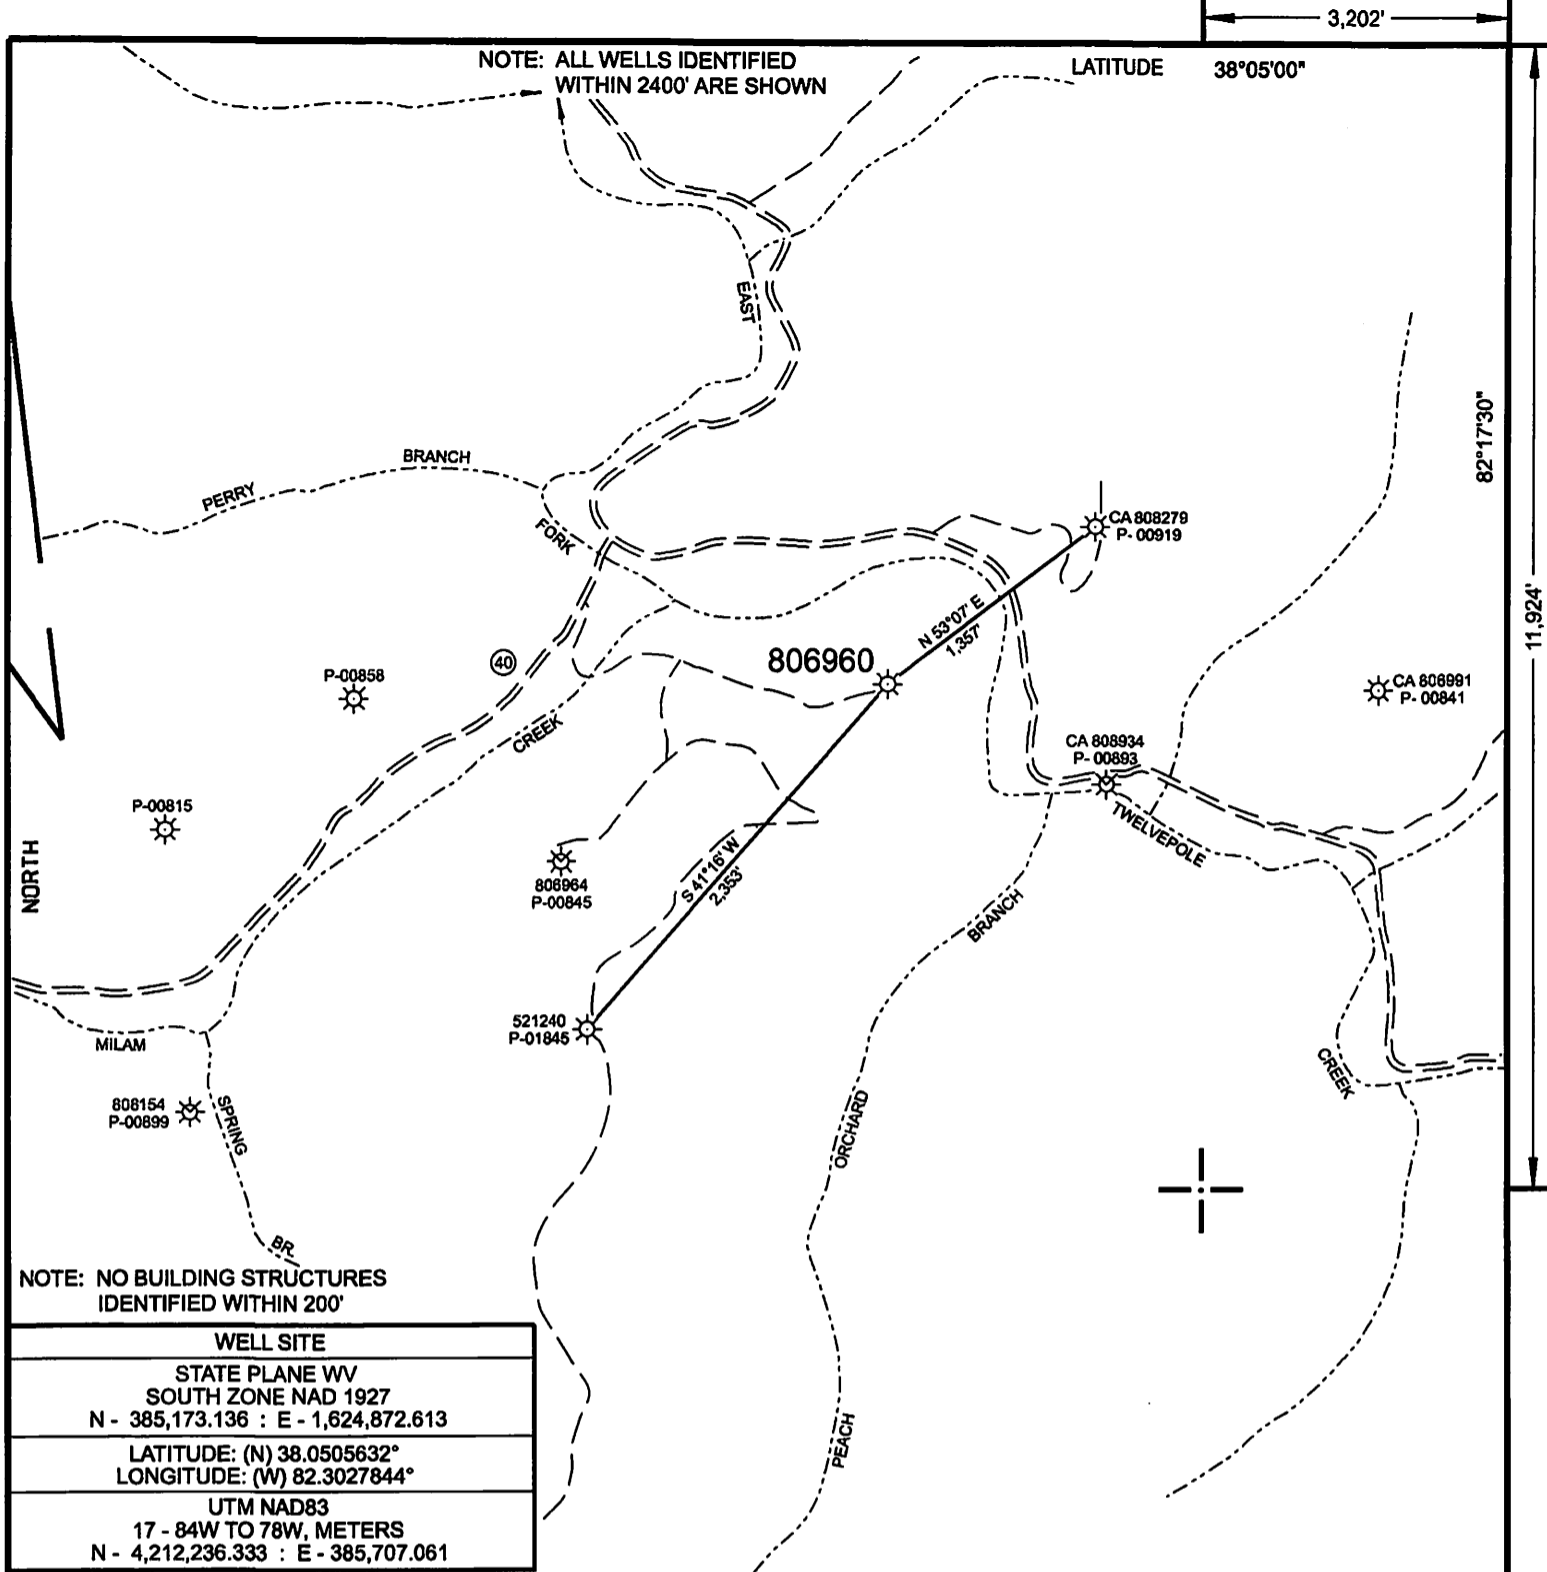 3,202'
NOTE: ALL WELLS IDENTIFIED
WITHIN 2400' ARE SHOWN
LATITUDE 38°05'00"
EAST
82°17'30"
BRANCH
PERRY
FORK
CA 808279
P- 00919
11,924'
N 53°07' E
1,357'
40
806960
P-00858
CA 806991
P- 00841
CREEK
CA 808934
P- 00893
P-00815
TWELVEPOLE
NORTH
S 41°16' W
2,353'
806964
P-00845
BRANCH
521240
P-01845
MILAM
CREEK
808154
P-00899
SPRING
ORCHARD
BR.
NOTE: NO BUILDING STRUCTURES
IDENTIFIED WITHIN 200'
WELL SITE
STATE PLANE WV
SOUTH ZONE NAD 1927
N - 385,173.136 : E - 1,624,872.613
PEACH
LATITUDE: (N) 38.0505632°
LONGITUDE: (W) 82.3027844°
UTM NAD83
17 - 84W TO 78W, METERS
N - 4,212,236.333 : E - 385,707.061